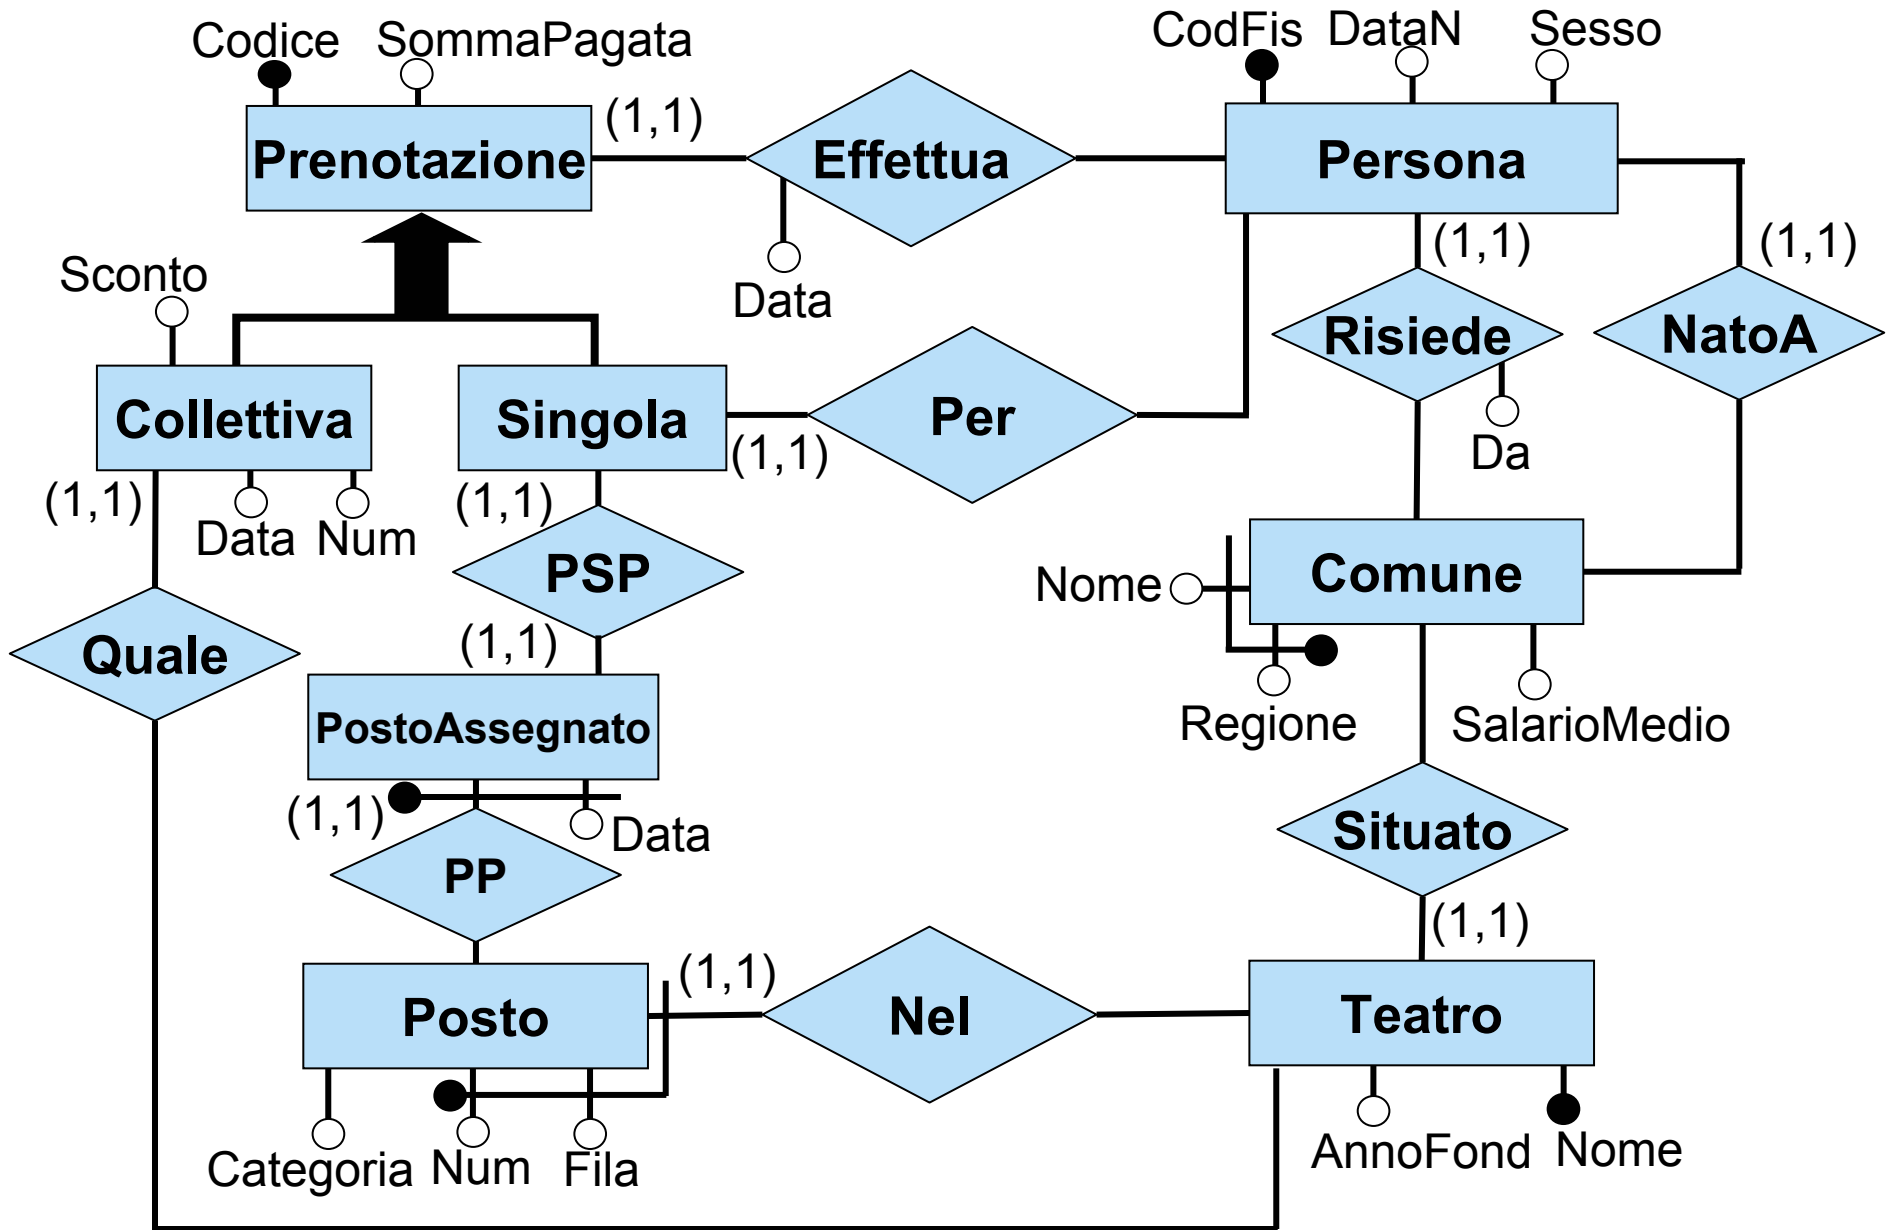 Codice
SommaPagata
CodFis
DataN
Sesso
Prenotazione
(1,1)
Effettua
Persona
Data
(1,1)
(1,1)
Sconto
Risiede
NatoA
Collettiva
Singola
Per
(1,1)
Da
(1,1)
(1,1)
Data
Num
PSP
Nome
Comune
(1,1)
Quale
Regione
SalarioMedio
PostoAssegnato
(1,1)
Data
Situato
PP
(1,1)
(1,1)
Posto
Nel
Teatro
Categoria
Num
Fila
AnnoFond
Nome